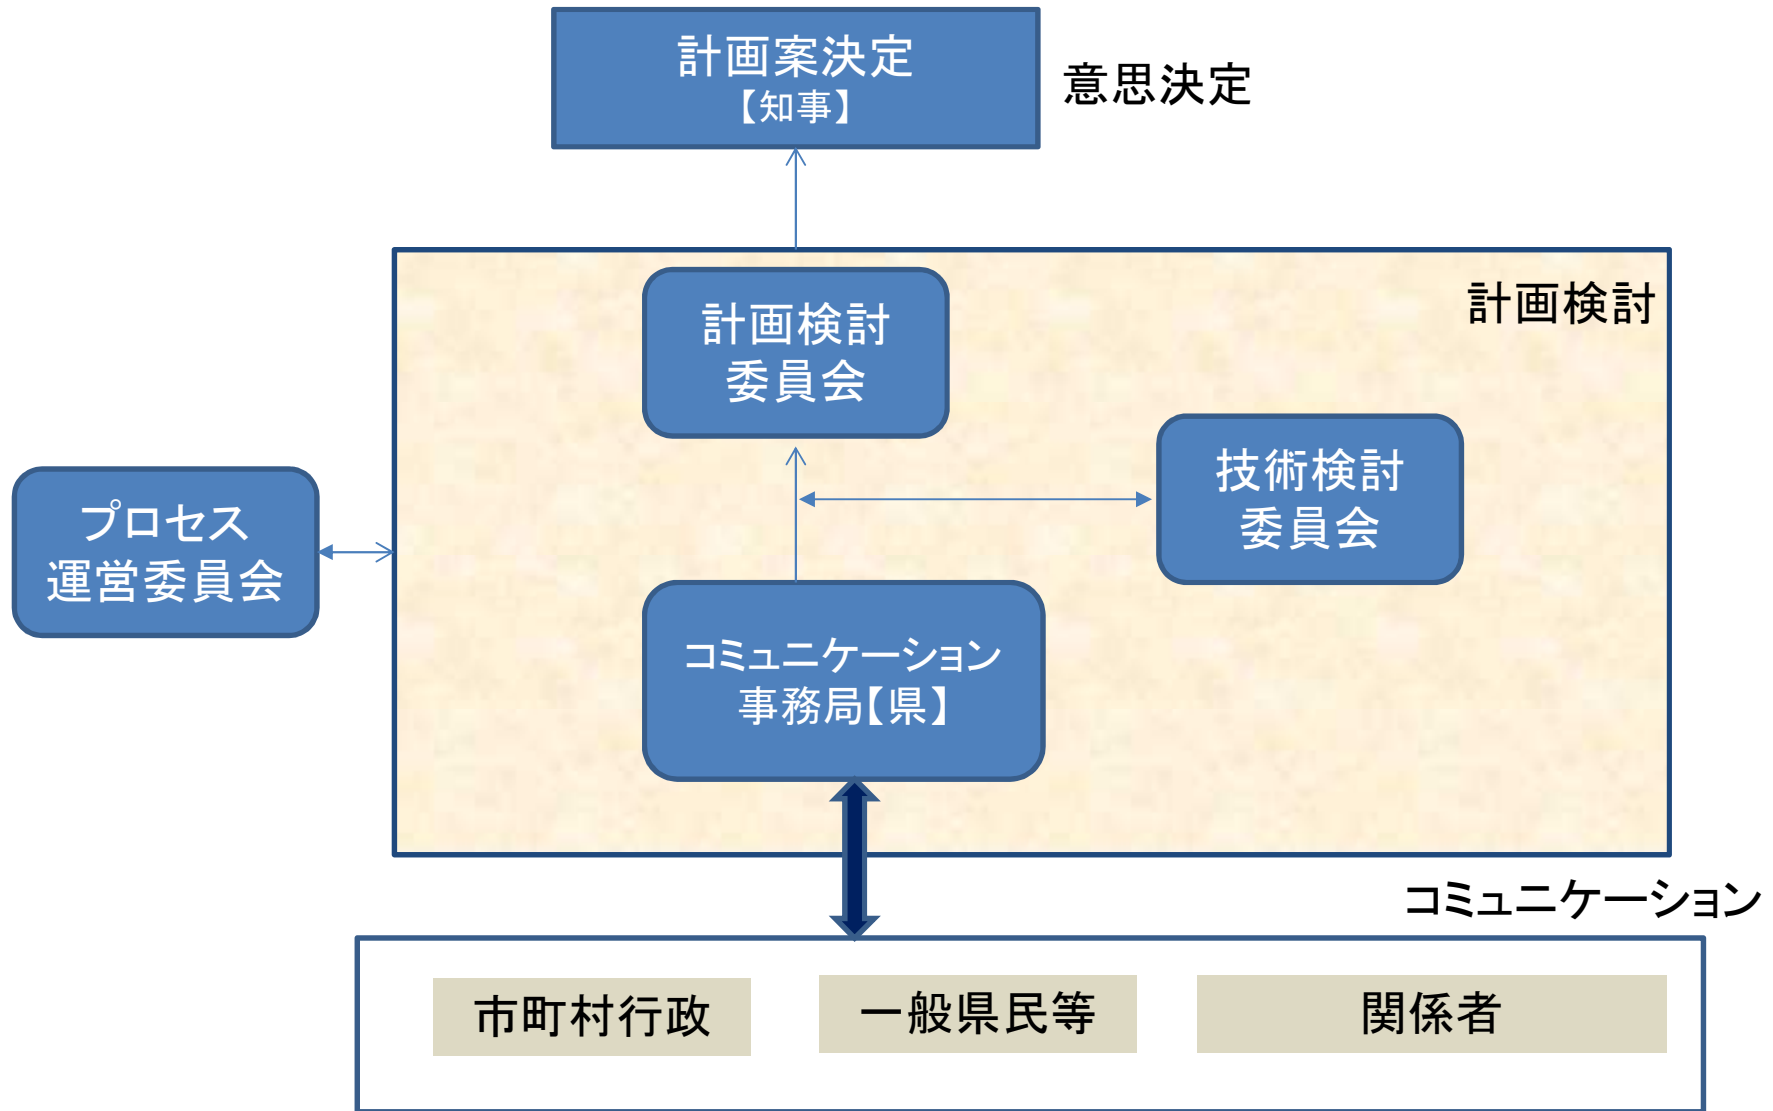 計画案決定
【知事】
意思決定
計画検討
計画検討
委員会
技術検討
委員会
プロセス
運営委員会
コミュニケーション
事務局【県】
コミュニケーション
市町村行政
一般県民等
関係者